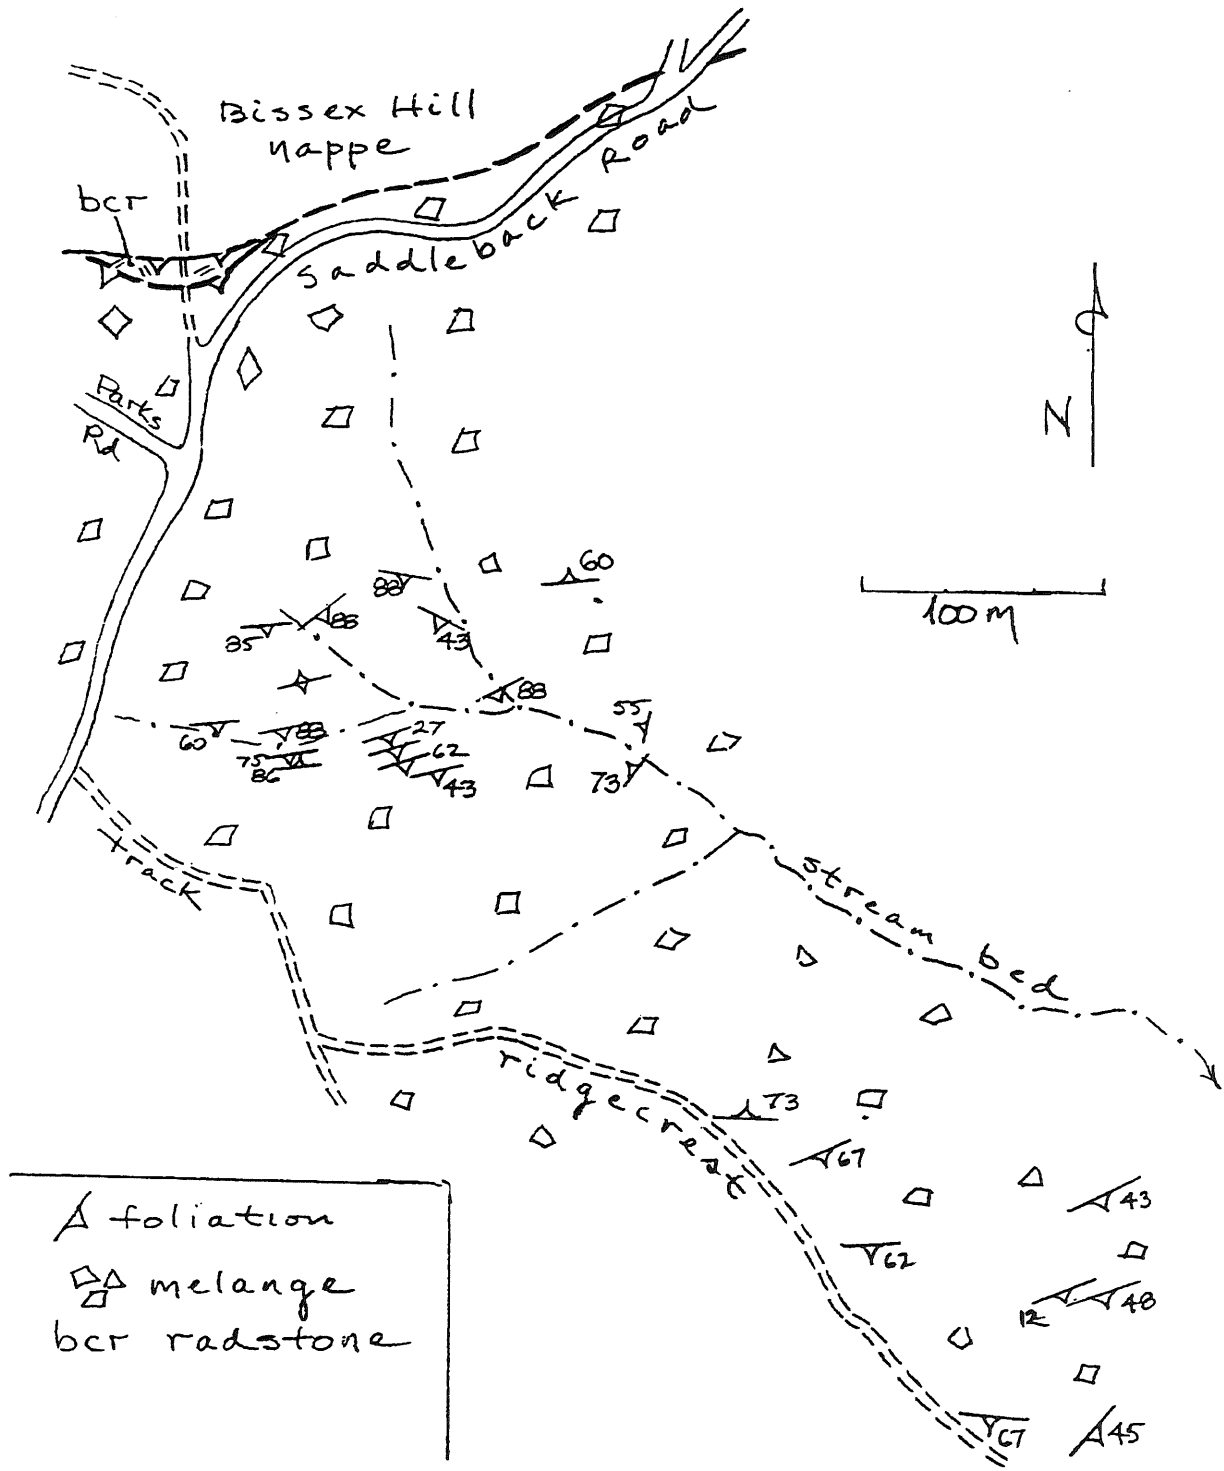 Bissex Hill
nappe
bcr
Saddleback Road
Parks
Rd
N
100 m
60
88
88
85
43
88
55
60
88
27
75
62
86
43
73
track
stream bed
ridgecrest
73
67
43
62
12
48
67
45
foliation
melange
bcr radstone